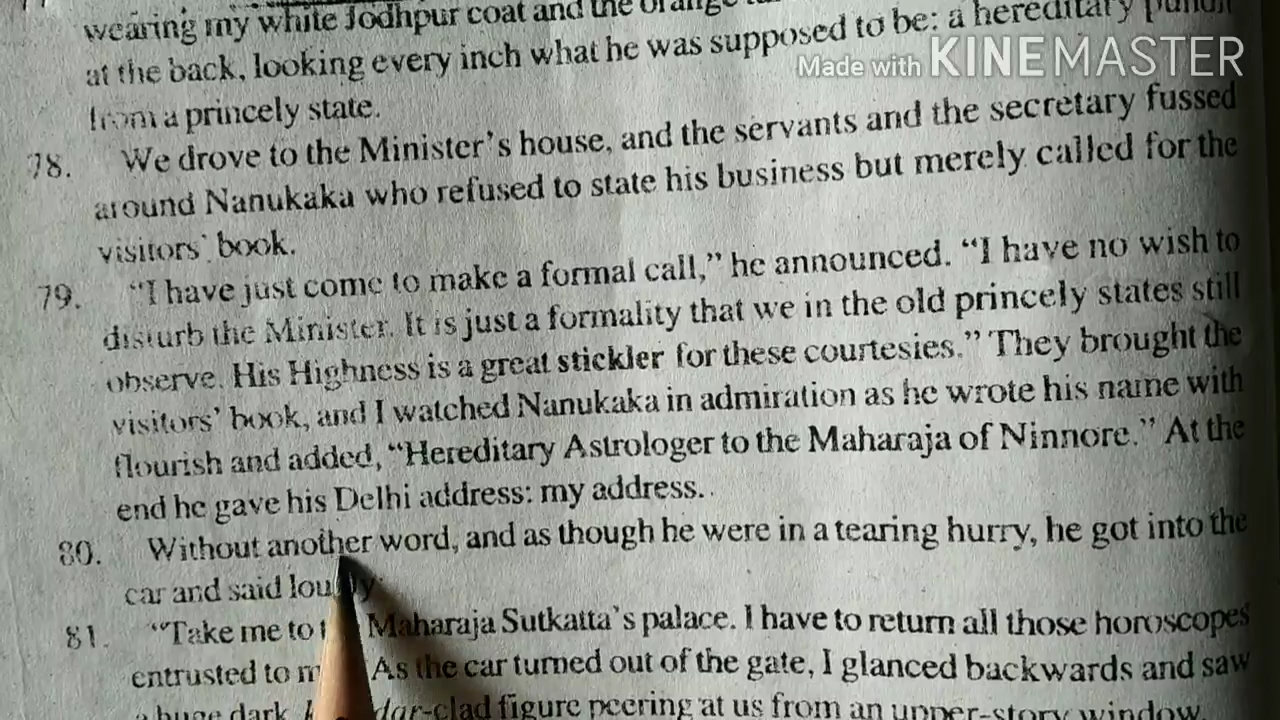 wearing my white Jodhpur coat and the orange
at the back, looking every inch what he was supposed to be: a hereditary pundit
Made with KINEMASTER
from a princely state.
78. We drove to the Minister's house, and the servants and the secretary fussed
around Nanukaka who refused to state his business but merely called for the
visitors' book.
79. "I have just come to make a formal call," he announced. "I have no wish to
disturb the Minister. It is just a formality that we in the old princely states still
observe. His Highness is a great stickler for these courtesies." They brought the
visitors' book, and I watched Nanukaka in admiration as he wrote his name with
flourish and added, "Hereditary Astrologer to the Maharaja of Ninnore." At the
end he gave his Delhi address: my address.
80. Without another word, and as though he were in a tearing hurry, he got into the
car and said loudly
81. "Take me to Maharaja Sutkatta's palace. I have to return all those horoscopes
entrusted to As the car turned out of the gate, I glanced backwards and saw
a huge dark, -clad figure peering at us from an upper-story window.